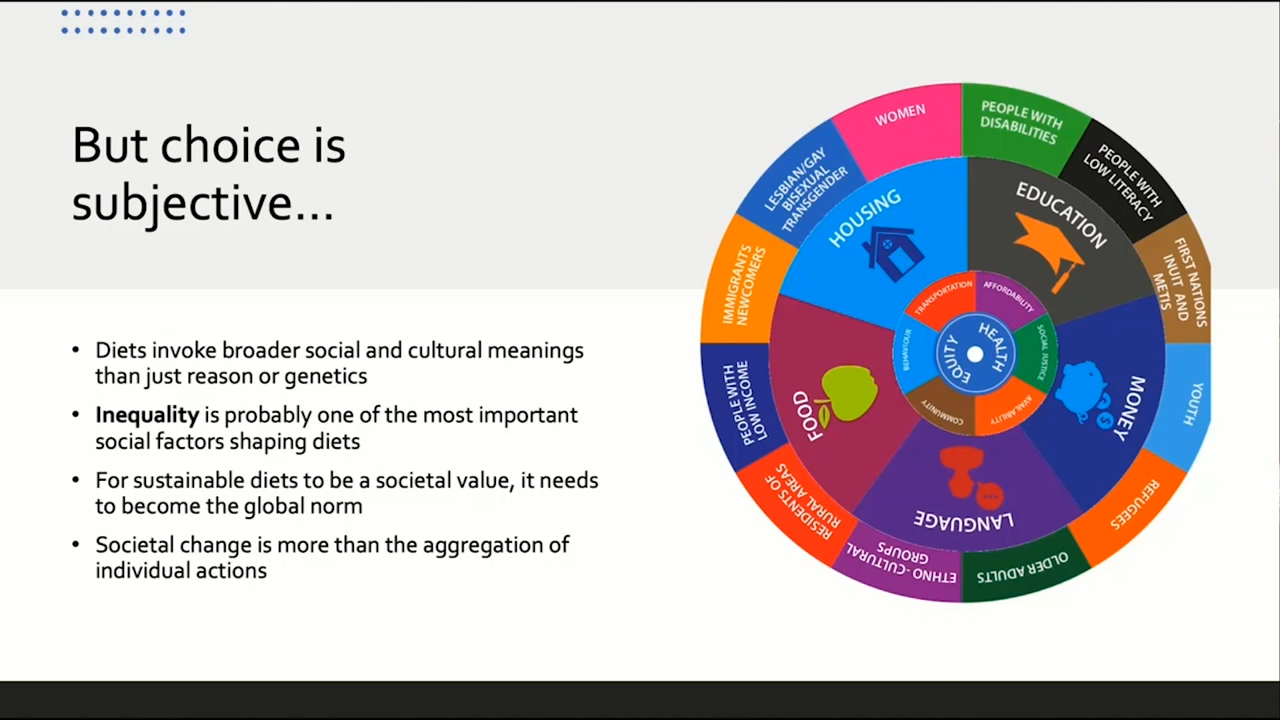 But choice is
subjective...
• Diets invoke broader social and cultural meanings
than just reason or genetics
• Inequality is probably one of the most important
social factors shaping diets
• For sustainable diets to be a societal value, it needs
to become the global norm
• Societal change is more than the aggregation of
individual actions
WOMEN
PEOPLE WITH
DISABILITIES
PEOPLE WITH
LOW LITERACY
FIRST NATIONS
INUIT AND
METIS
YOUTH
REFUGEES
OLDER ADULTS
ETHNO-CULTURAL
GROUPS
RESIDENTS OF
RURAL AREAS
PEOPLE WITH
LOW INCOME
IMMIGRANTS
NEWCOMERS
LESBIAN/GAY
BISEXUAL
TRANSGENDER
HOUSING
EDUCATION
MONEY
LANGUAGE
FOOD
TRANSPORTATION
AFFORDABILITY
SOCIAL JUSTICE
AVAILABILITY
COMMUNITY
BEHAVIOUR
HEALTH
EQUITY